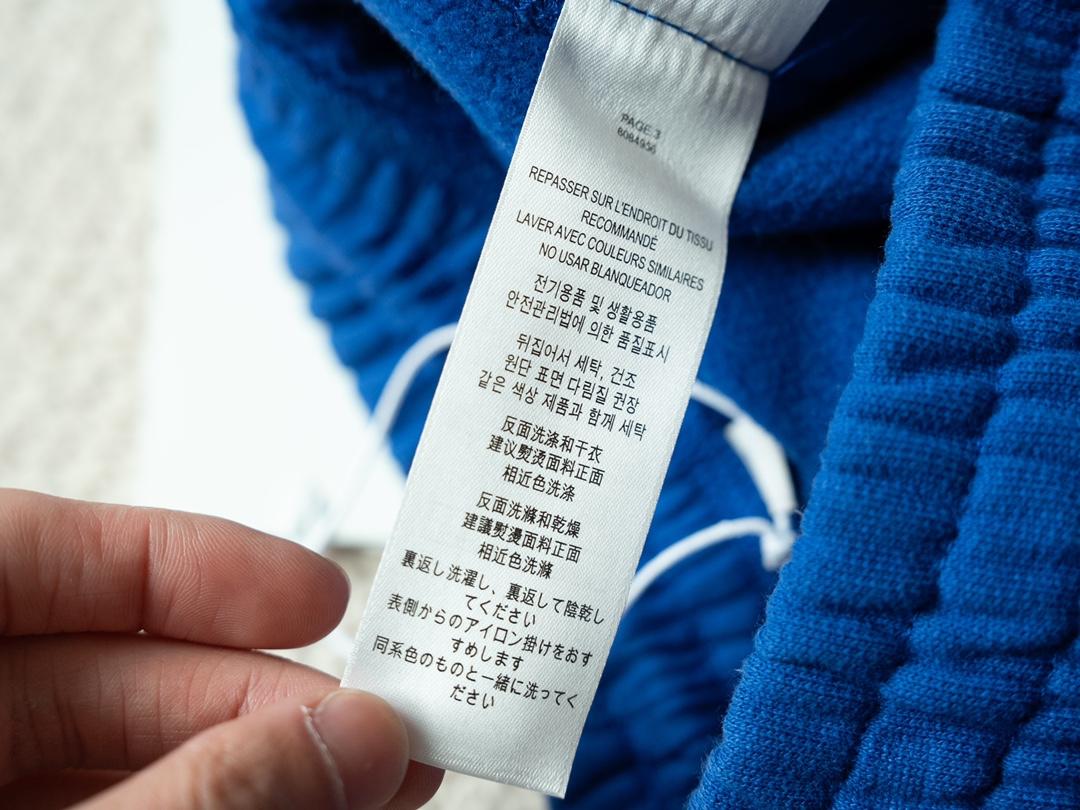 PAGE 3
6084936
REPASSER SUR L'ENDROIT DU TISSU
RECOMMANDÉ
LAVER AVEC COULEURS SIMILAIRES
NO USAR BLANQUEADOR
전기용품 및 생활용품
안전관리법에 의한 품질표시
뒤집어서 세탁, 건조
원단 표면 다림질 권장
같은 색상 제품과 함께 세탁
反面洗涤和干衣
建议熨烫面料正面
相近色洗涤
反面洗滌和乾燥
建議熨燙面料正面
相近色洗滌
裏返し洗濯し、裏返して陰乾し
てください
表側からのアイロン掛けをおす
すめします
同系色のものと一緒に洗ってく
ださい